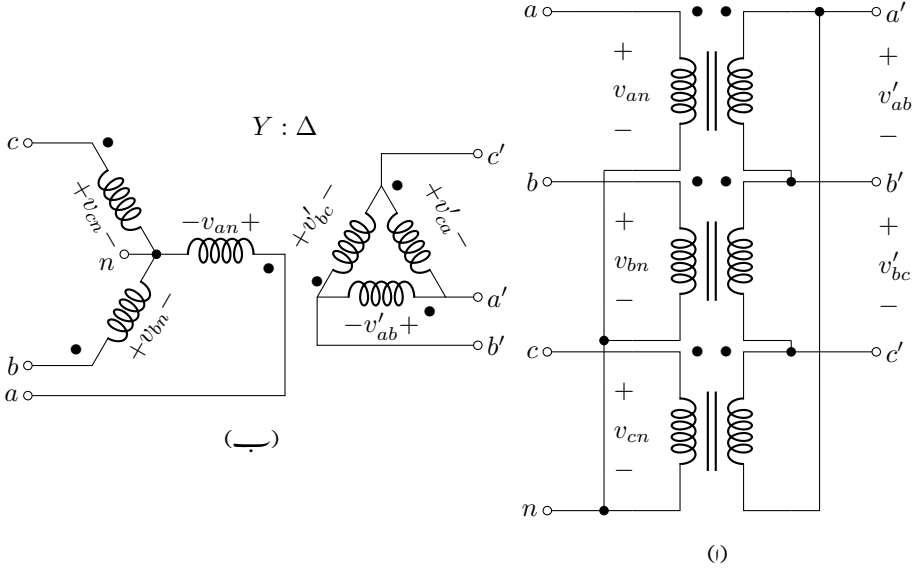 Y : Δ
c
+v_cn−
n
−v_an+
+v_bn−
b
a
c′
+v′_bc−
+v′_ca−
a′
−v′_ab+
b′
(ب)
a
+
v_an
−
a′
+
v′_ab
−
b
+
v_bn
−
b′
+
v′_bc
−
c
+
v_cn
−
c′
n
(ا)